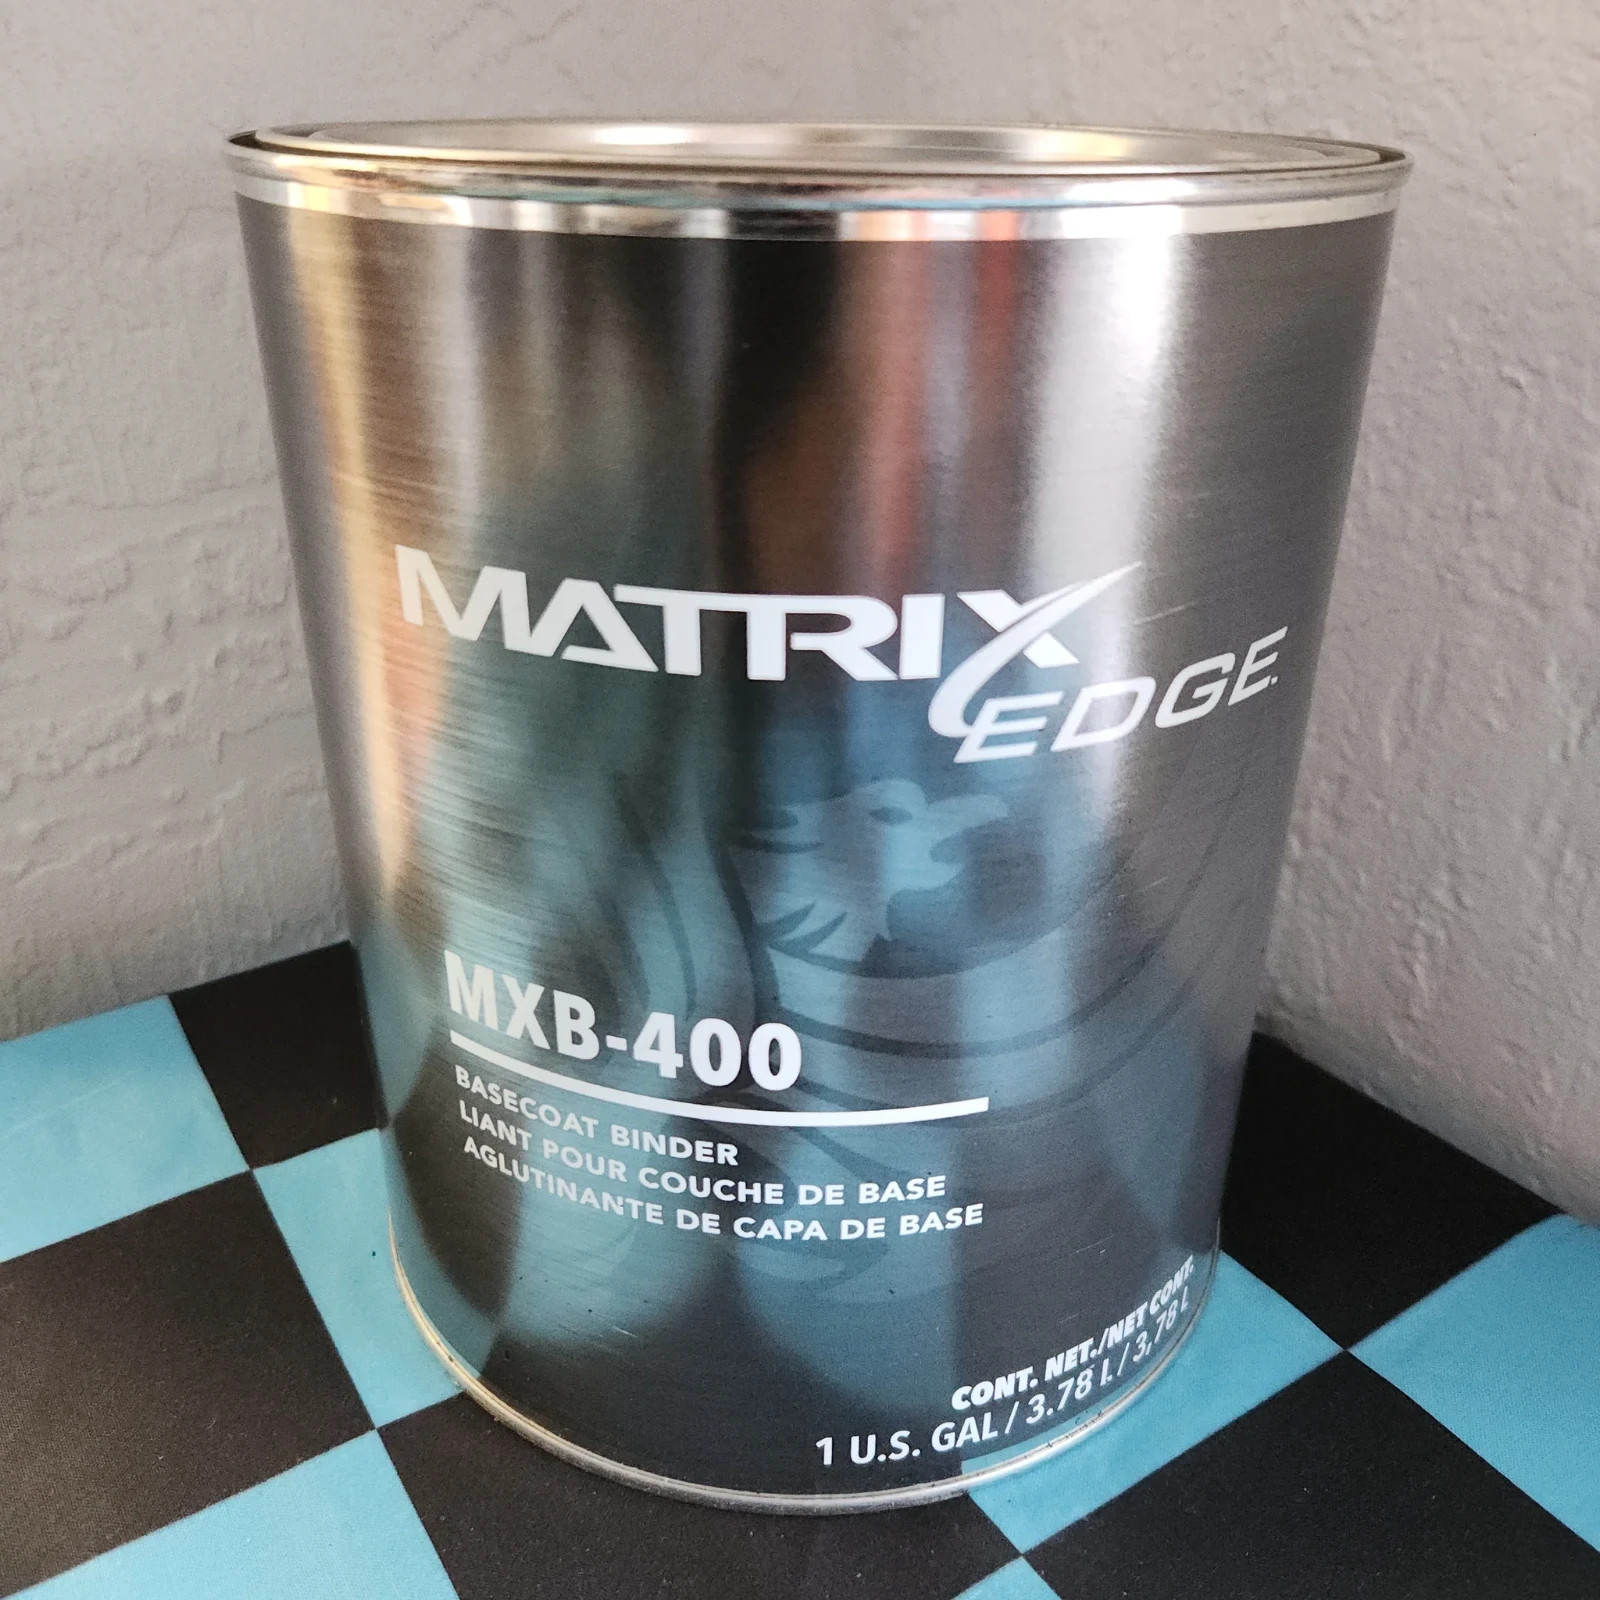 MATRIX
EDGE.
MXB-400
BASECOAT BINDER
LIANT POUR COUCHE DE BASE
AGLUTINANTE DE CAPA DE BASE
CONT. NET./NET CONT.
1 U.S. GAL / 3.78 L / 3,78 L